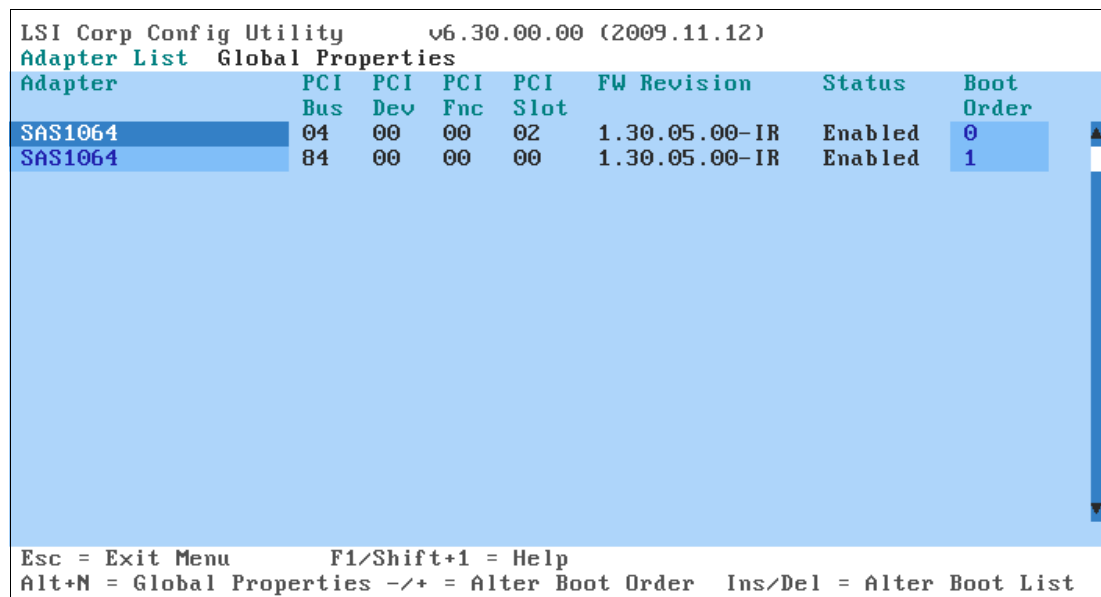 LSI Corp Config Utility v6.30.00.00 (2009.11.12)
Adapter List Global Properties
Adapter PCI PCI PCI PCI FW Revision Status Boot
Bus Dev Fnc Slot Order
SAS1064 04 00 00 02 1.30.05.00-IR Enabled 0
SAS1064 84 00 00 00 1.30.05.00-IR Enabled 1
Esc = Exit Menu F1/Shift+1 = Help
Alt+N = Global Properties -/+ = Alter Boot Order Ins/Del = Alter Boot List